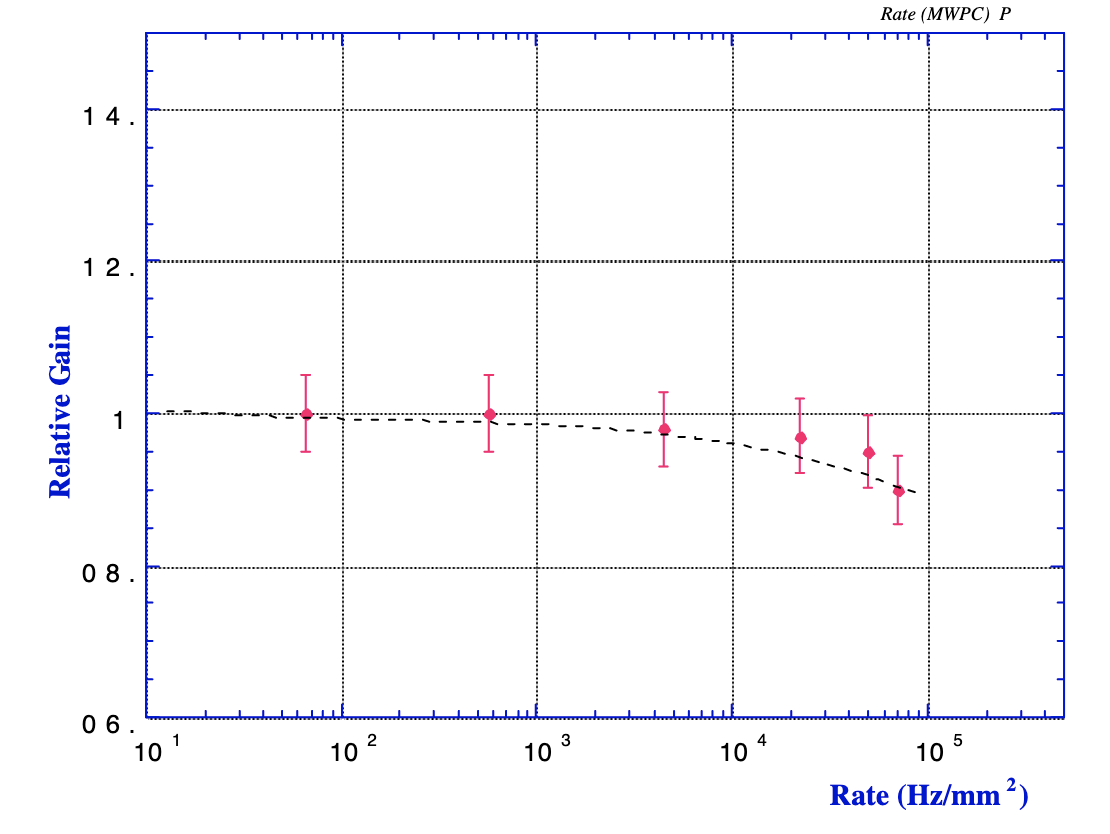 Rate (MWPC) P
1 4 .
1 2 .
1
0 8 .
0 6 .
Relative Gain
10 1
10 2
10 3
10 4
10 5
Rate (Hz/mm 2)